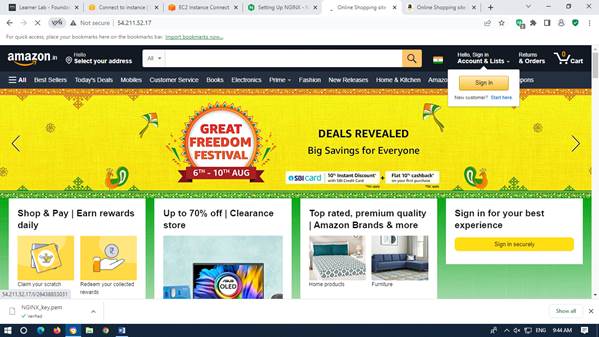 Learner Lab - Foundat
Connect to instance |
EC2 Instance Connect
Setting Up NGINX - N
Online Shopping site
Online Shopping site
54.211.52.17
For quick access, place your bookmarks here on the bookmarks bar. Import bookmarks now...
amazon.in
Hello
Select your address
All
Hello, Sign in
Account & Lists
Returns
& Orders
0
Cart
All
Best Sellers
Today's Deals
Mobiles
Customer Service
Books
Electronics
Prime
Fashion
New Releases
Home & Kitchen
Amazo
pons
Sign in
New customer? Start here.
GREAT
FREEDOM
FESTIVAL
6TH - 10TH AUG
DEALS REVEALED
Big Savings for Everyone
SBI card
10% Instant Discount*
with SBI Credit Card
+
Flat 10% cashback*
on your first purchase
Shop & Pay | Earn rewards
daily
Claim your scratch
Redeem your collected
rewards
Up to 70% off | Clearance
store
ASUS
OLED
Top rated, premium quality
| Amazon Brands & more
Home products
Furniture
Sign in for your best
experience
Sign in securely
54.211.52.17/s/26438803031
NGINX_key.pem
Verified
Show all
ENG
9:44 AM